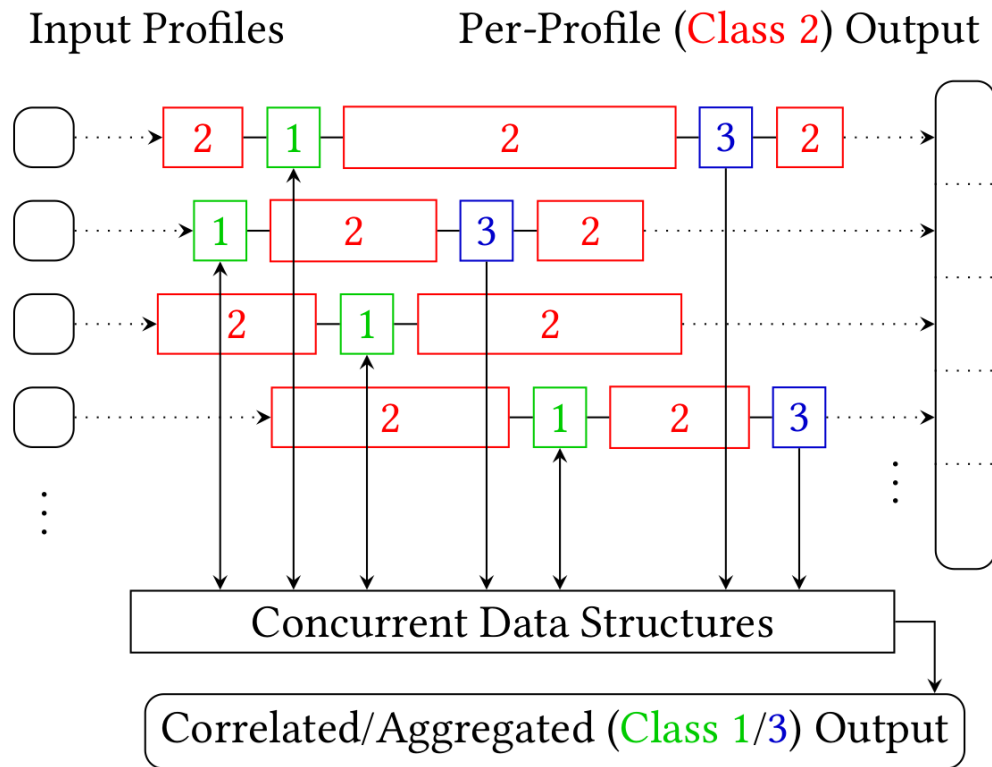 Input Profiles Per-Profile (Class 2) Output
2 1 2 3 2
1 2 3 2
2 1 2
2 1 2 3
Concurrent Data Structures
Correlated/Aggregated (Class 1/3) Output